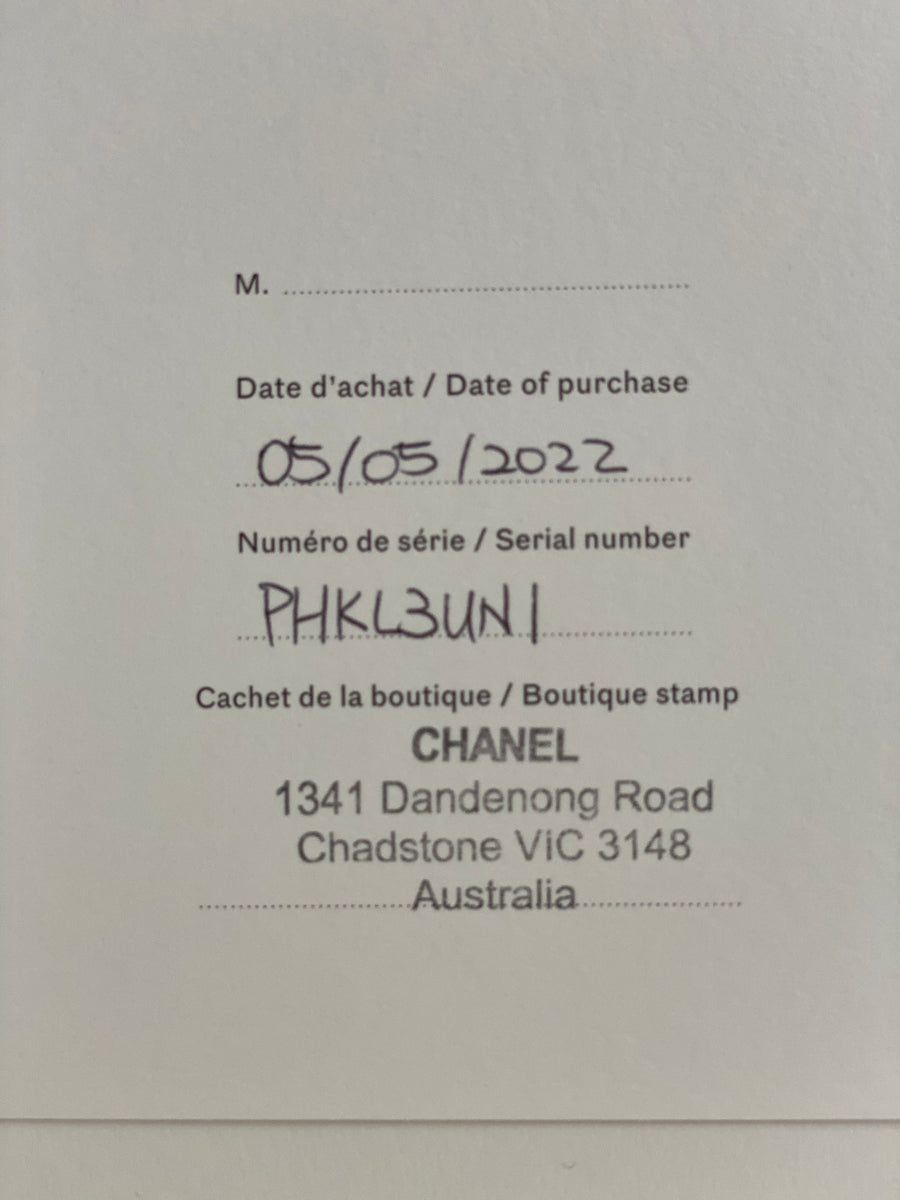 M. ................................................
Date d'achat / Date of purchase
05/05/2022
Numéro de série / Serial number
PHKL3UN1
Cachet de la boutique / Boutique stamp
CHANEL
1341 Dandenong Road
Chadstone VIC 3148
Australia